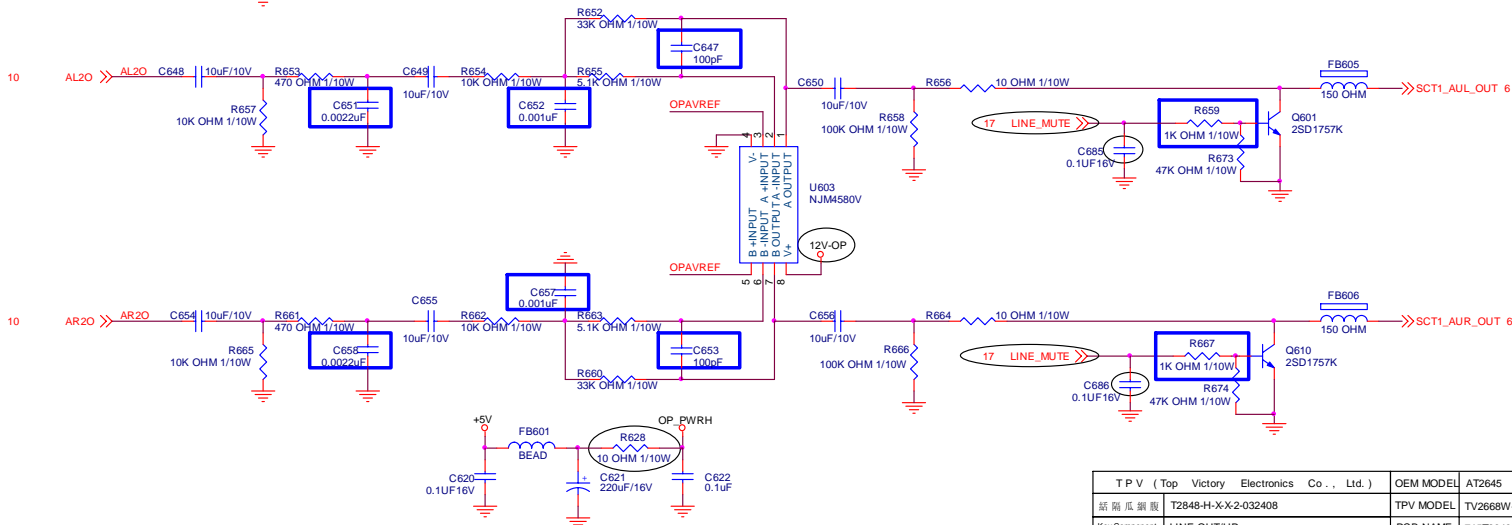 R652
33K OHM 1/10W
C647
100pF
10
AL2O
AL2O
C648
10uF/10V
R653
470 OHM 1/10W
C649
10uF/10V
R654
10K OHM 1/10W
R655
5.1K OHM 1/10W
C651
0.0022uF
C652
0.001uF
R657
10K OHM 1/10W
OPAVREF
C650
10uF/10V
R656
10 OHM 1/10W
R658
100K OHM 1/10W
FB605
150 OHM
SCT1_AUL_OUT 6
17 LINE_MUTE
R659
1K OHM 1/10W
Q601
2SD1757K
C685
0.1UF16V
R673
47K OHM 1/10W
4 3 2 1
V-
A +INPUT
A -INPUT
A OUTPUT
U603
NJM4580V
B +INPUT
B -INPUT
B OUTPUT
V+
5 6 7 8
12V-OP
OPAVREF
10
AR2O
AR2O
C654
10uF/10V
R661
470 OHM 1/10W
C655
10uF/10V
R662
10K OHM 1/10W
C657
0.001uF
R663
5.1K OHM 1/10W
R665
10K OHM 1/10W
C658
0.0022uF
C653
100pF
R660
33K OHM 1/10W
C656
10uF/10V
R664
10 OHM 1/10W
R666
100K OHM 1/10W
FB606
150 OHM
SCT1_AUR_OUT 6
17 LINE_MUTE
R667
1K OHM 1/10W
Q610
2SD1757K
C686
0.1UF16V
R674
47K OHM 1/10W
+5V
FB601
BEAD
R628
10 OHM 1/10W
OP_PWRH
C620
0.1UF16V
C621
220uF/16V
+
C622
0.1uF
T P V ( Top Victory Electronics Co . , Ltd. )
OEM MODEL
AT2645
T2848-H-X-X-2-032408
TPV MODEL
TV2668W